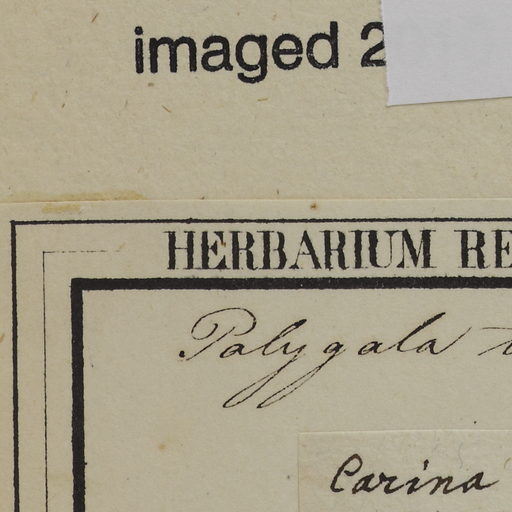 imaged 2
HERBARIUM RE
Polygala t
Carina